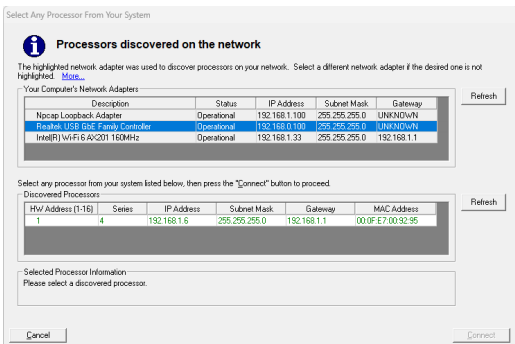 Select Any Processor From Your System
Processors discovered on the network
The highlighted network adapter was used to discover processors on your network. Select a different network adapter if the desired one is not
highlighted. More...
Your Computer's Network Adapters
Refresh
Description Status IP Address Subnet Mask Gateway
Npcap Loopback Adapter Operational 192.168.1.100 255.255.255.0 UNKNOWN
Realtek USB GbE Family Controller Operational 192.168.0.100 255.255.255.0 UNKNOWN
Intel(R) Wi-Fi 6 AX201 160MHz Operational 192.168.1.33 255.255.255.0 192.168.1.1
Select any processor from your system listed below, then press the "Connect" button to proceed.
Discovered Processors
Refresh
HW Address (1-16) Series IP Address Subnet Mask Gateway MAC Address
1 4 192.168.1.6 255.255.255.0 192.168.1.1 00:0F:E7:00:92:95
Selected Processor Information
Please select a discovered processor.
Cancel Connect